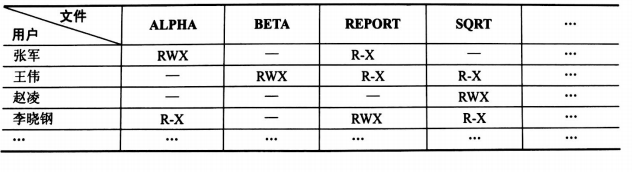 文件
用户 ALPHA BETA REPORT SQRT …
张军 RWX — R-X — …
王伟 — RWX R-X R-X …
赵凌 — — — RWX …
李晓钢 R-X — RWX R-X …
… … … … … …